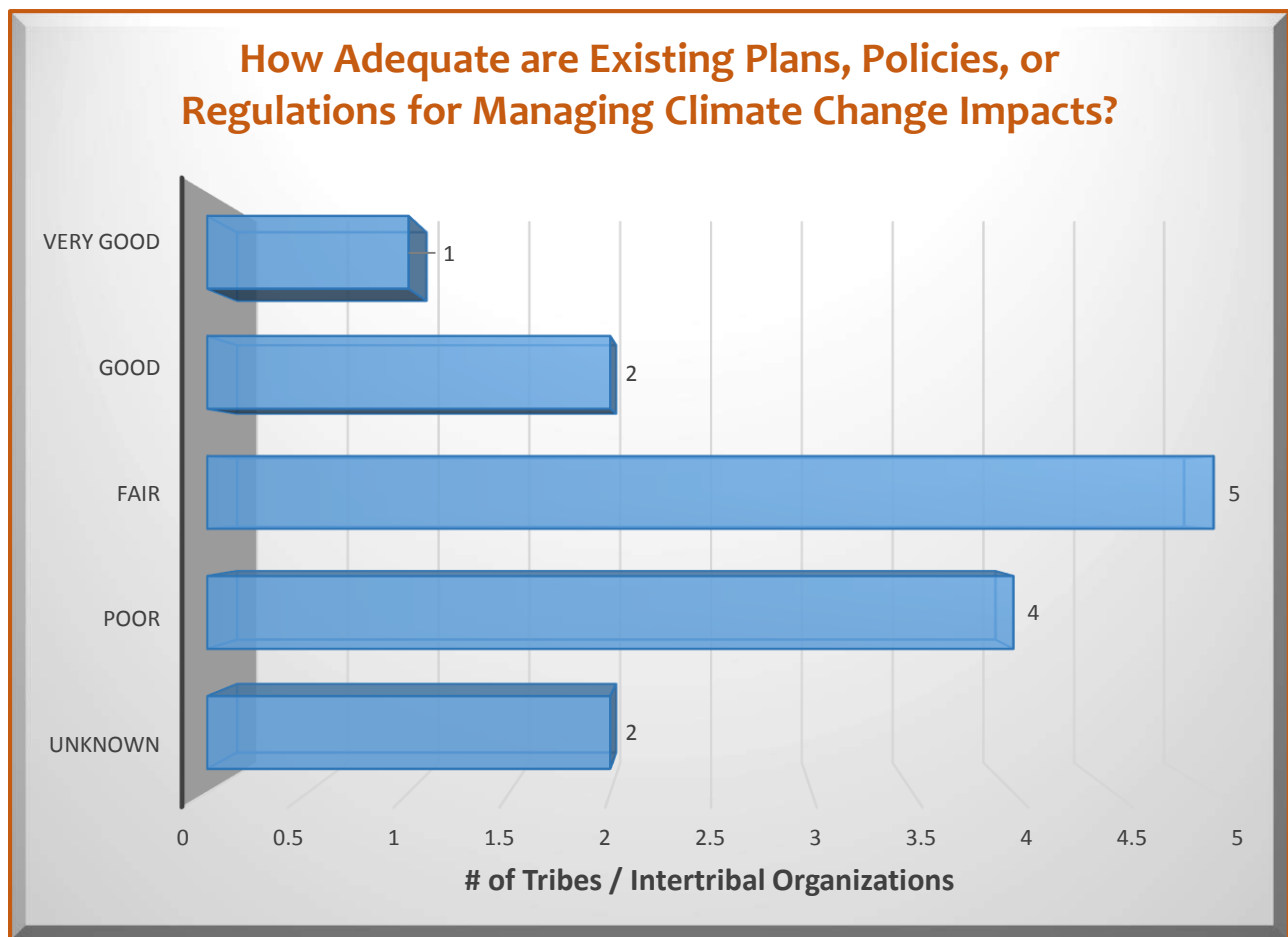 How Adequate are Existing Plans, Policies, or
Regulations for Managing Climate Change Impacts?
VERY GOOD
1
GOOD
2
FAIR
5
POOR
4
UNKNOWN
2
0 0.5 1 1.5 2 2.5 3 3.5 4 4.5 5
# of Tribes / Intertribal Organizations